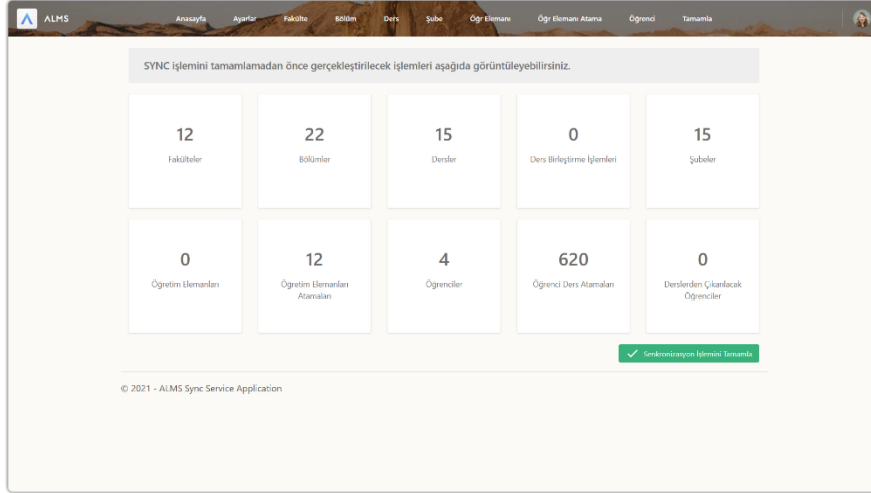 ALMS Anasayfa Ayarlar Fakülte Bölüm Ders Şube Öğr Elemanı Öğr Elemanı Atama Öğrenci Tamamla
SYNC işlemini tamamlamadan önce gerçekleştirilecek işlemleri aşağıda görüntüleyebilirsiniz.
12 22 15 0 15
Fakülteler Bölümler Dersler Ders Birleştirme İşlemleri Şubeler
0 12 4 620 0
Öğretim Elemanları Öğretim Elemanları Öğrenciler Öğrenci Ders Atamaları Derslerden Çıkarılacak
Atamaları Öğrenciler
Senkronizasyon İşlemini Tamamla
© 2021 - ALMS Sync Service Application